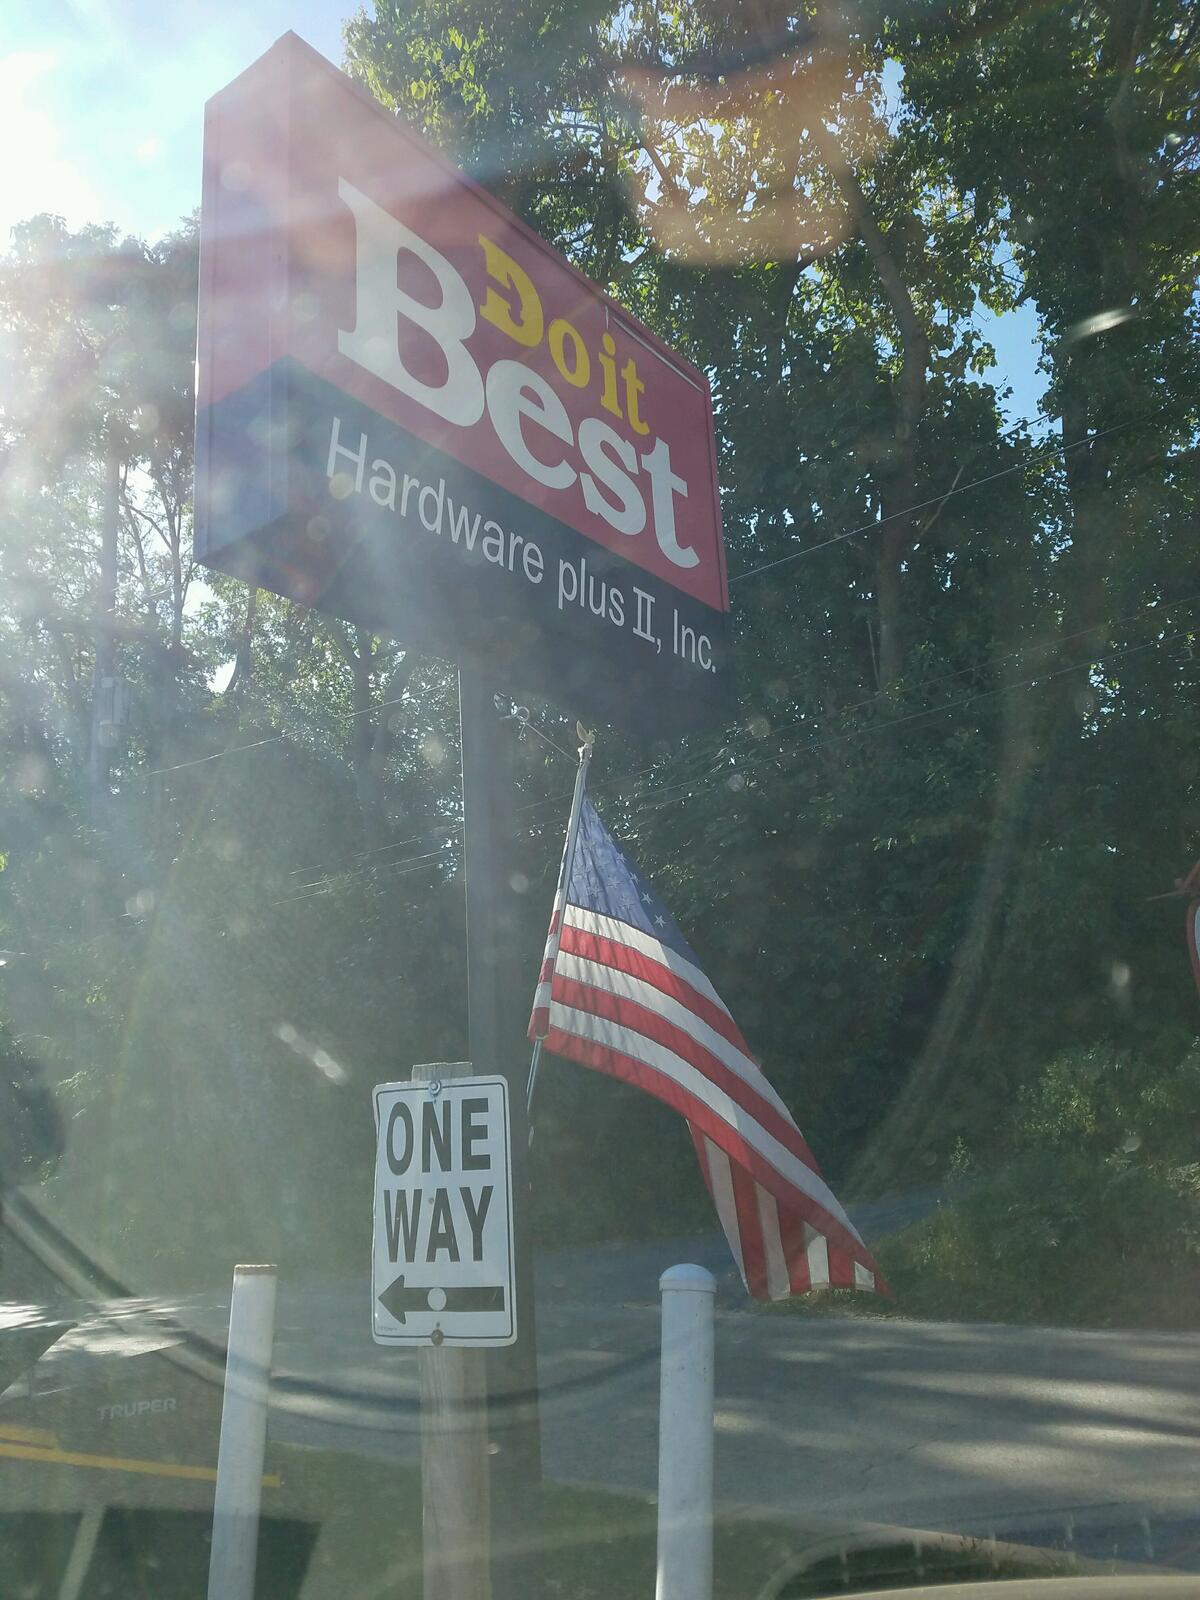 Do it
Best
Hardware plus II, Inc.
ONE
WAY
TRUPER